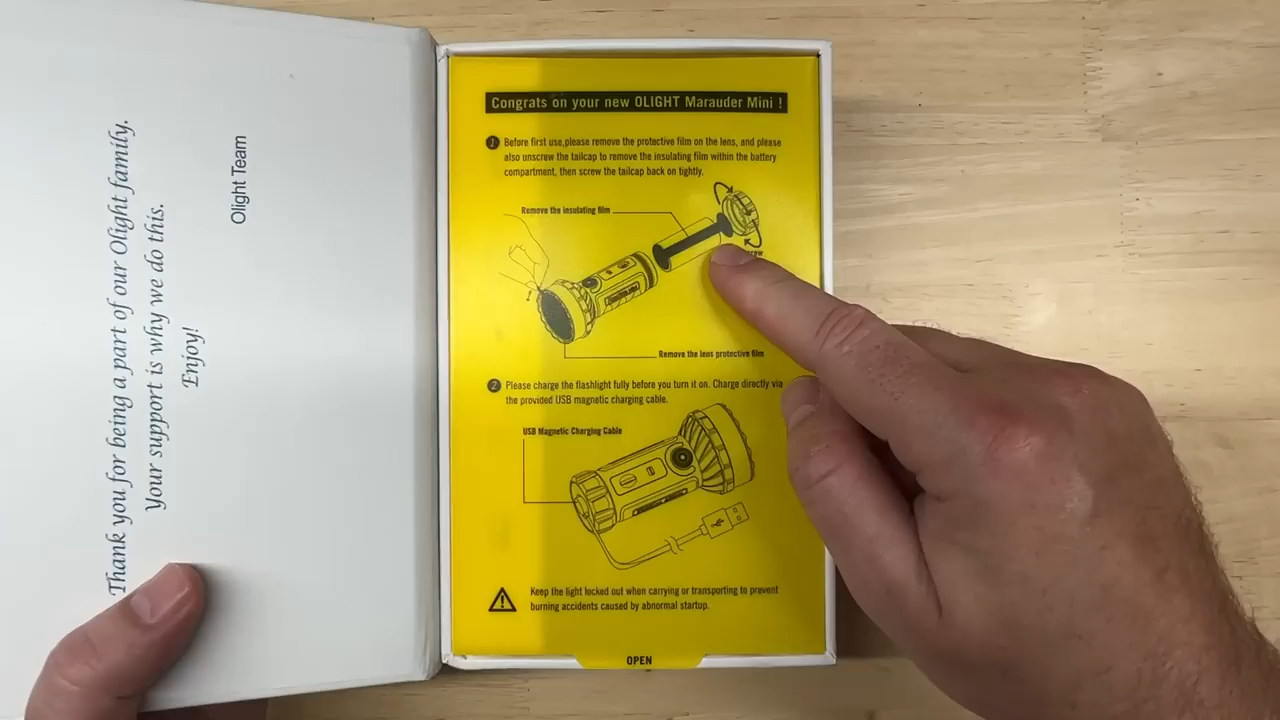 Thank you for being a part of our Olight family.
Your support is why we do this.
Enjoy!
Olight Team
Congrats on your new OLIGHT Marauder Mini !
1 Before first use,please remove the protective film on the lens, and please
also unscrew the tailcap to remove the insulating film within the battery
compartment, then screw the tailcap back on tightly.
Remove the insulating film
Remove the lens protective film
2 Please charge the flashlight fully before you turn it on. Charge directly via
the provided USB magnetic charging cable.
USB Magnetic Charging Cable
Keep the light locked out when carrying or transporting to prevent
burning accidents caused by abnormal startup.
OPEN